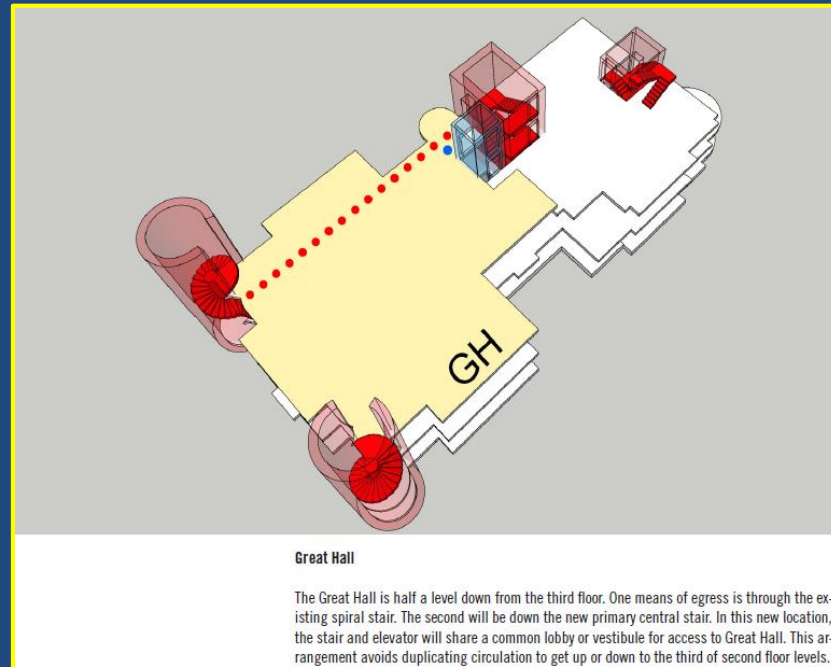 GH
Great Hall
The Great Hall is half a level down from the third floor. One means of egress is through the ex-
isting spiral stair. The second will be down the new primary central stair. In this new location,
the stair and elevator will share a common lobby or vestibule for access to Great Hall. This ar-
rangement avoids duplicating circulation to get up or down to the third of second floor levels.